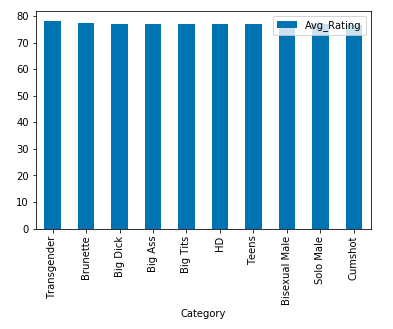 80
70
60
50
40
30
20
10
0
Avg_Rating
Transgender
Brunette
Big Dick
Big Ass
Big Tits
HD
Teens
Bisexual Male
Solo Male
Cumshot
Category